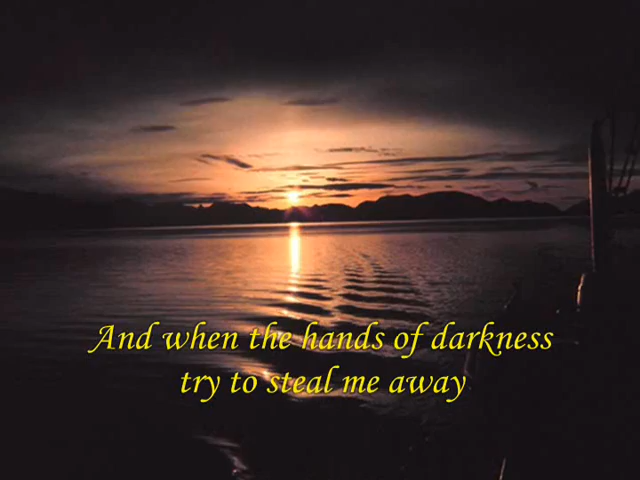 And when the hands of darkness
try to steal me away